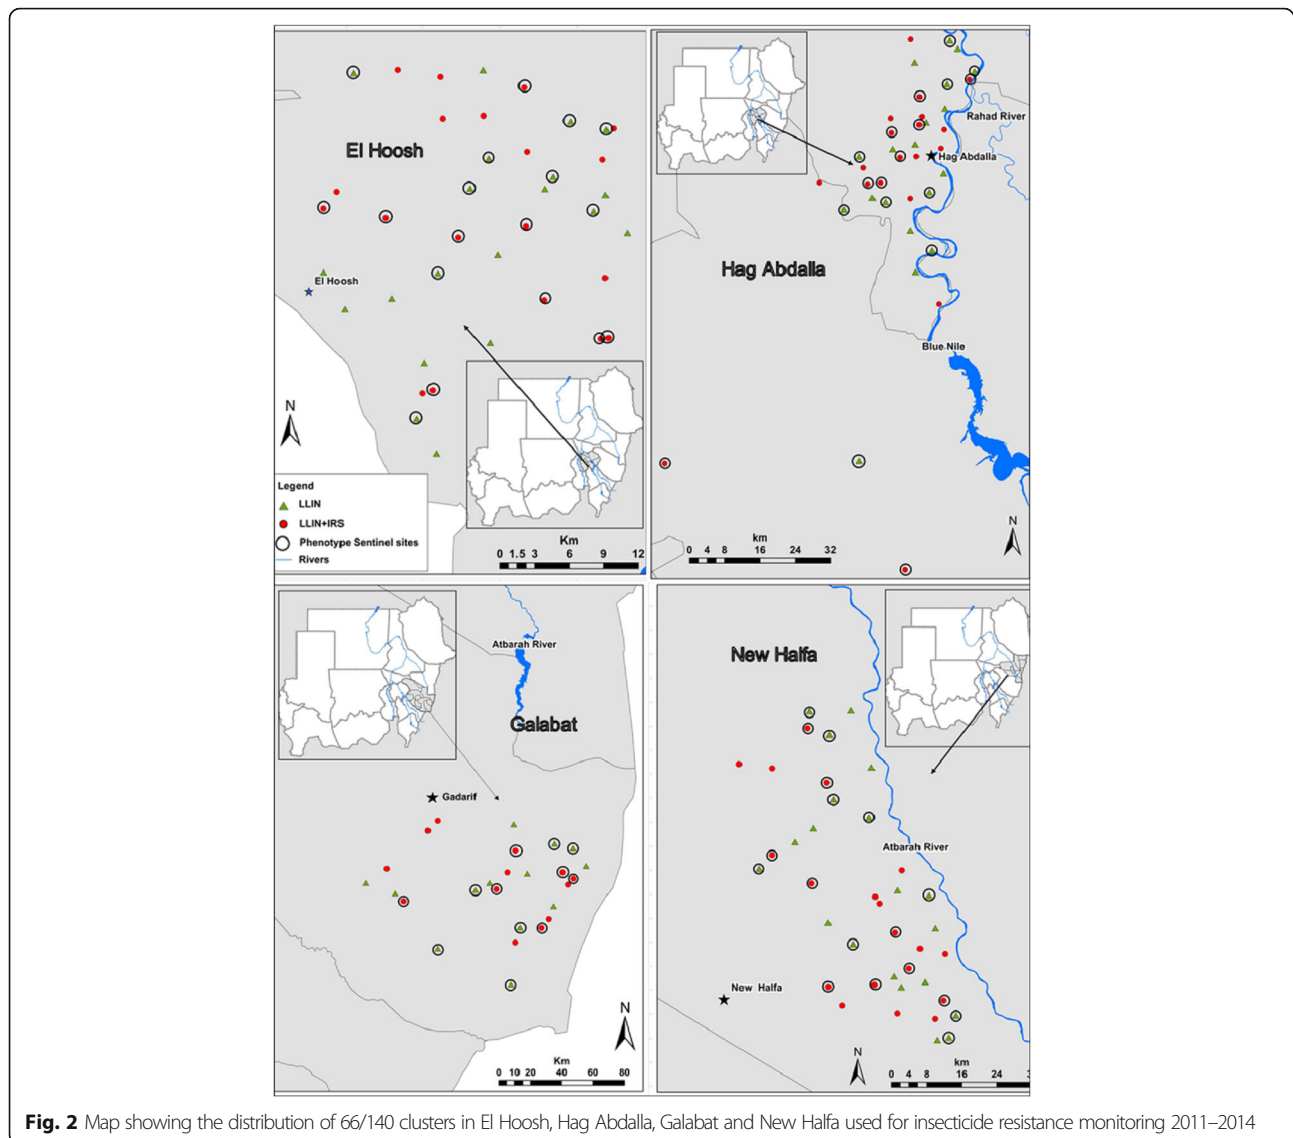 El Hoosh
El Hoosh
N
Legend
LLIN
LLIN+IRS
Phenotype Sentinel sites
Rivers
Km
0 1.5 3 6 9 12
Rahad River
Hag Abdalla
Hag Abdalla
Blue Nile
km
0 4 8 16 24 32
N
Atbarah River
Galabat
Gadarif
N
Km
0 10 20 40 60 80
New Halfa
Atbarah River
New Halfa
N
km
0 4 8 16 24
Fig. 2 Map showing the distribution of 66/140 clusters in El Hoosh, Hag Abdalla, Galabat and New Halfa used for insecticide resistance monitoring 2011–2014